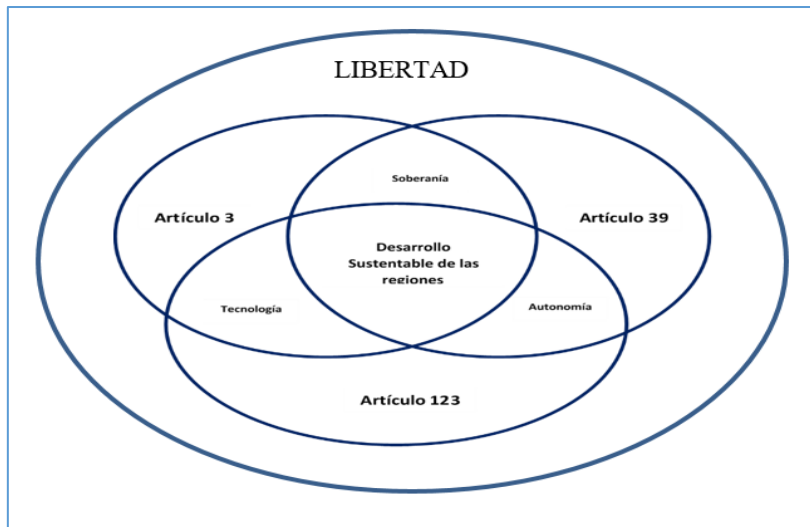 LIBERTAD
Soberanía
Artículo 3
Artículo 39
Desarrollo
Sustentable de las
regiones
Tecnología
Autonomía
Artículo 123